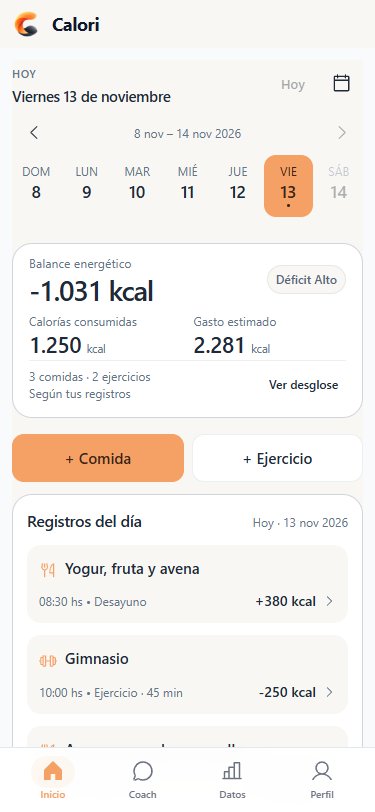 Calori
HOY
Viernes 13 de noviembre
Hoy
8 nov – 14 nov 2026
DOM LUN MAR MIÉ JUE VIE SÁB
8 9 10 11 12 13 14
Balance energético
-1.031 kcal
Déficit Alto
Calorías consumidas Gasto estimado
1.250 kcal 2.281 kcal
3 comidas · 2 ejercicios
Según tus registros
Ver desglose
+ Comida + Ejercicio
Registros del día Hoy · 13 nov 2026
Yogur, fruta y avena
08:30 hs • Desayuno +380 kcal
Gimnasio
10:00 hs • Ejercicio · 45 min -250 kcal
Inicio Coach Datos Perfil